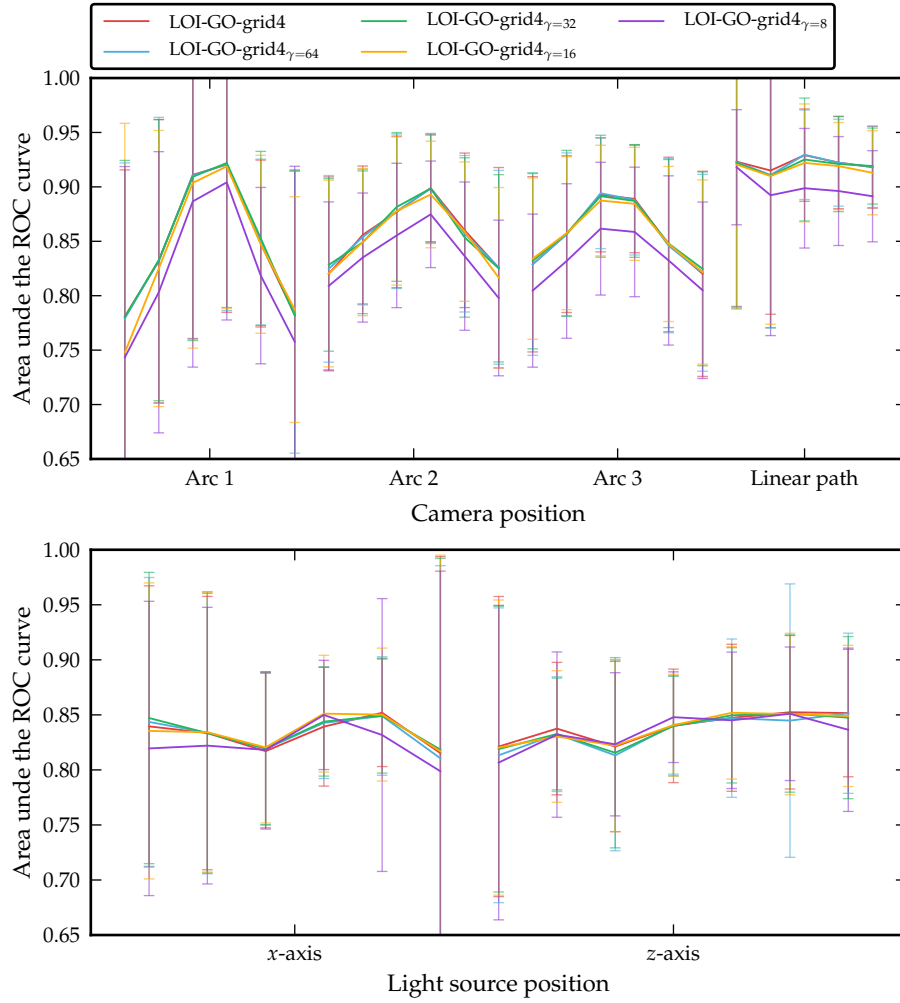 LOI-GO-grid4 LOI-GO-grid4γ=32 LOI-GO-grid4γ=8
LOI-GO-grid4γ=64 LOI-GO-grid4γ=16
1.00
0.95
0.90
0.85
0.80
0.75
0.70
0.65
Area unde the ROC curve
Arc 1 Arc 2 Arc 3 Linear path
Camera position
1.00
0.95
0.90
0.85
0.80
0.75
0.70
0.65
Area unde the ROC curve
x-axis z-axis
Light source position